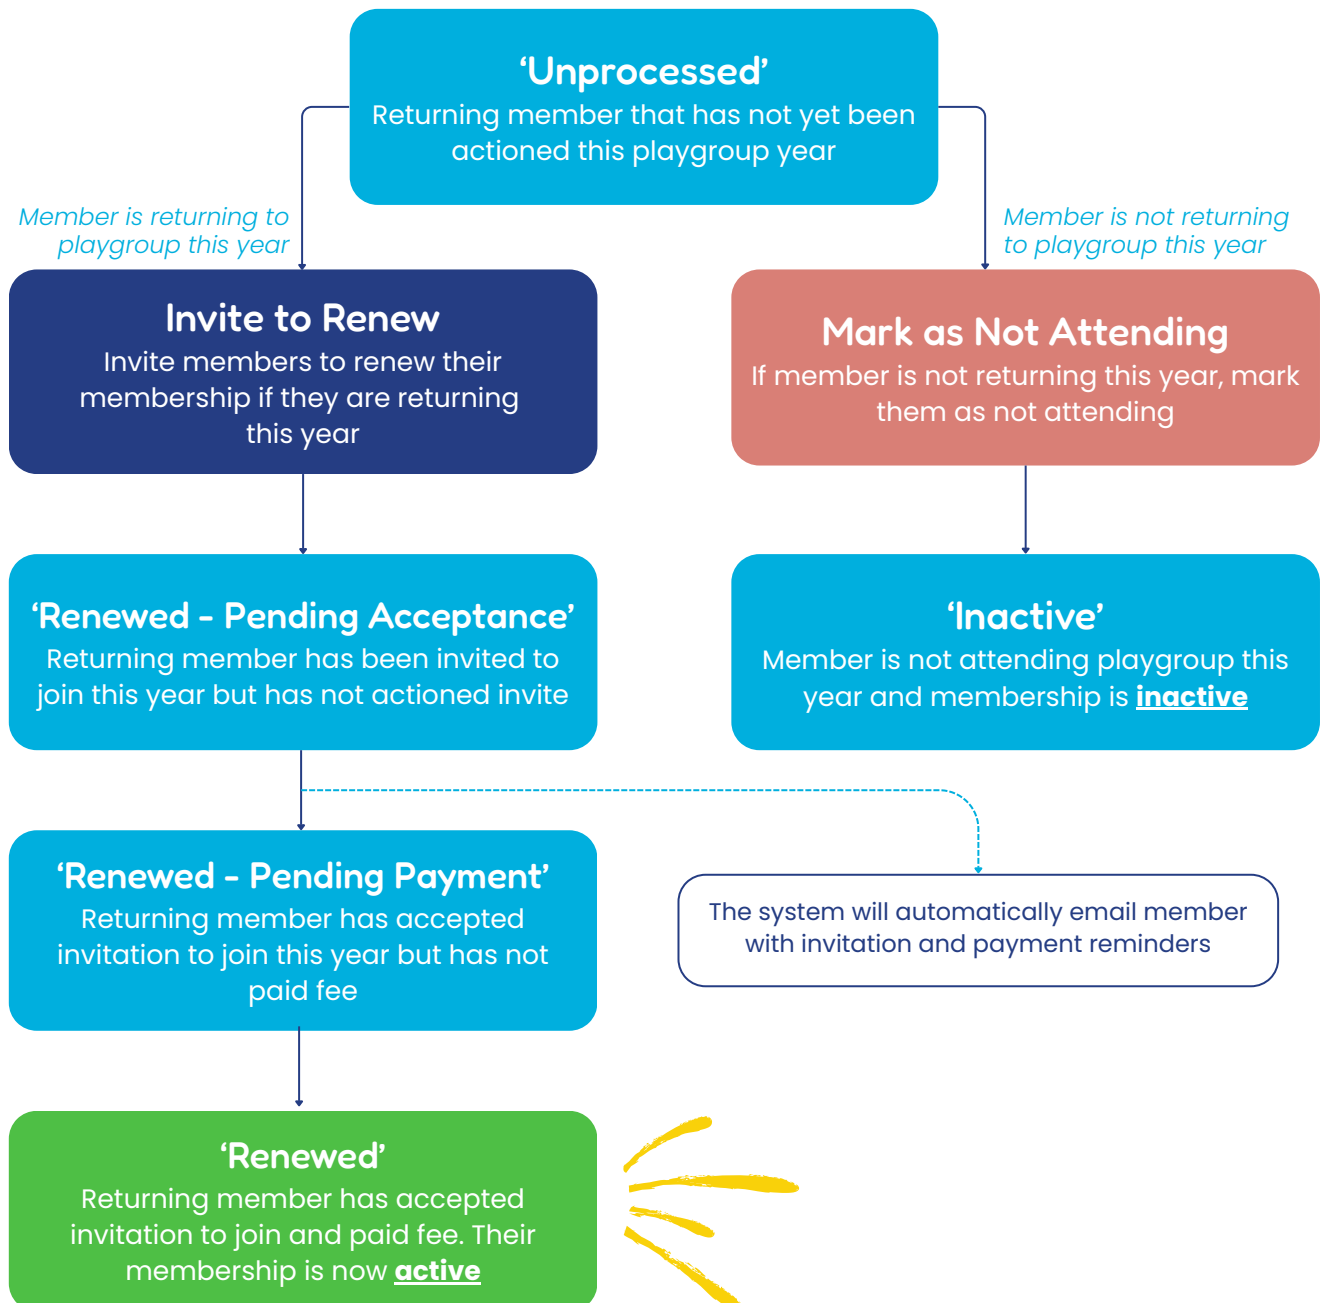 ‘Unprocessed’
Returning member that has not yet been
actioned this playgroup year
Member is returning to
playgroup this year
Member is not returning
to playgroup this year
Invite to Renew
Invite members to renew their
membership if they are returning
this year
Mark as Not Attending
If member is not returning this year, mark
them as not attending
‘Renewed - Pending Acceptance’
Returning member has been invited to
join this year but has not actioned invite
‘Inactive’
Member is not attending playgroup this
year and membership is inactive
‘Renewed - Pending Payment’
Returning member has accepted
invitation to join this year but has not
paid fee
The system will automatically email member
with invitation and payment reminders
‘Renewed’
Returning member has accepted
invitation to join and paid fee. Their
membership is now active